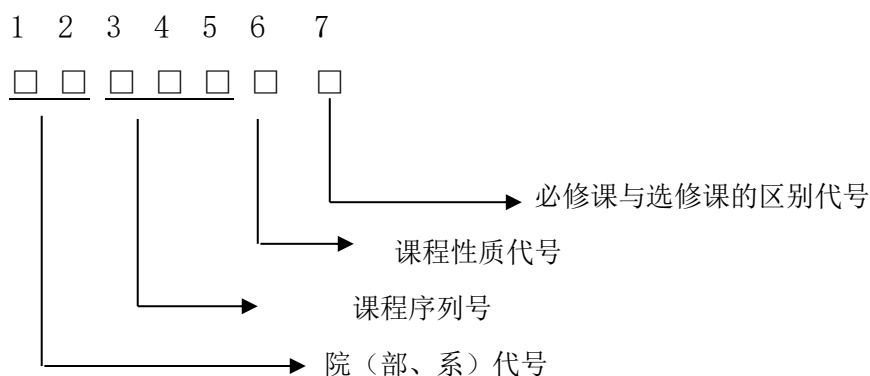 1 2 3 4 5 6 7
□ □ □ □ □ □ □
必修课与选修课的区别代号
课程性质代号
课程序列号
院（部、系）代号